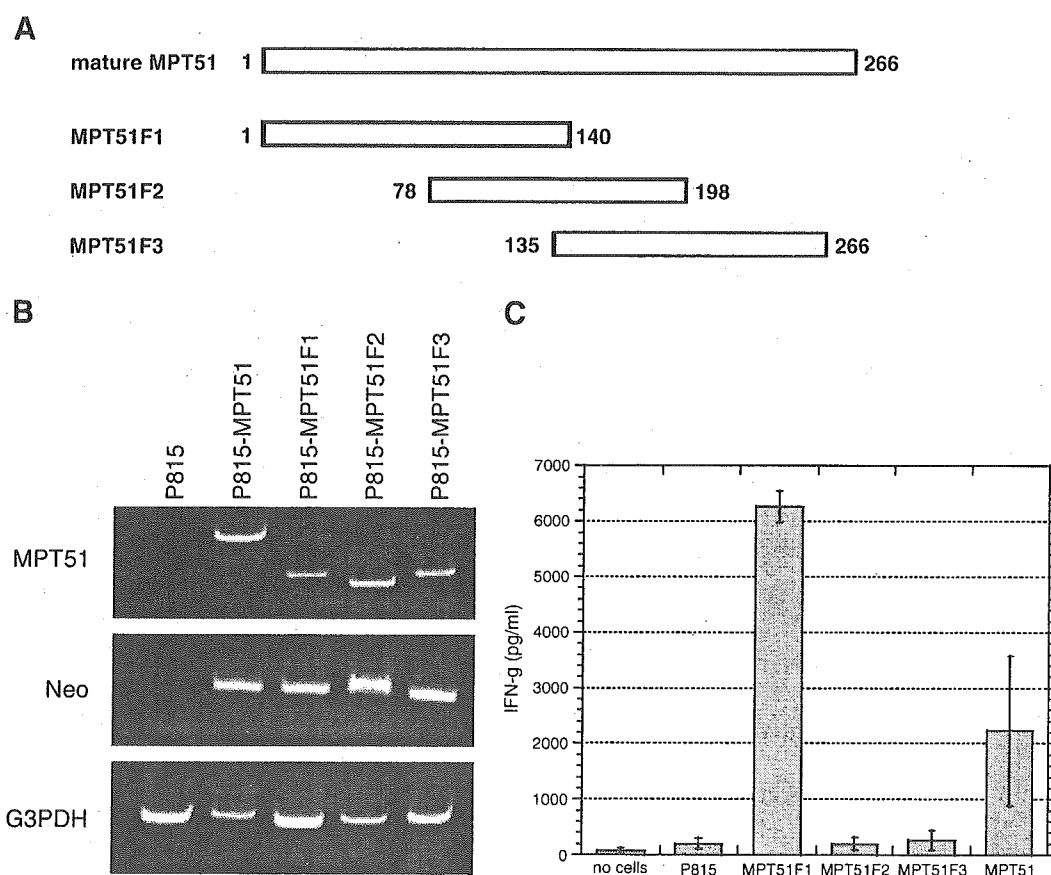 A
mature MPT51 1 266
MPT51F1 1 140
MPT51F2 78 198
MPT51F3 135 266
B
P815
P815-MPT51
P815-MPT51F1
P815-MPT51F2
P815-MPT51F3
MPT51
Neo
G3PDH
C
IFN-g (pg/ml)
7000
6000
5000
4000
3000
2000
1000
0
no cells P815 MPT51F1 MPT51F2 MPT51F3 MPT51